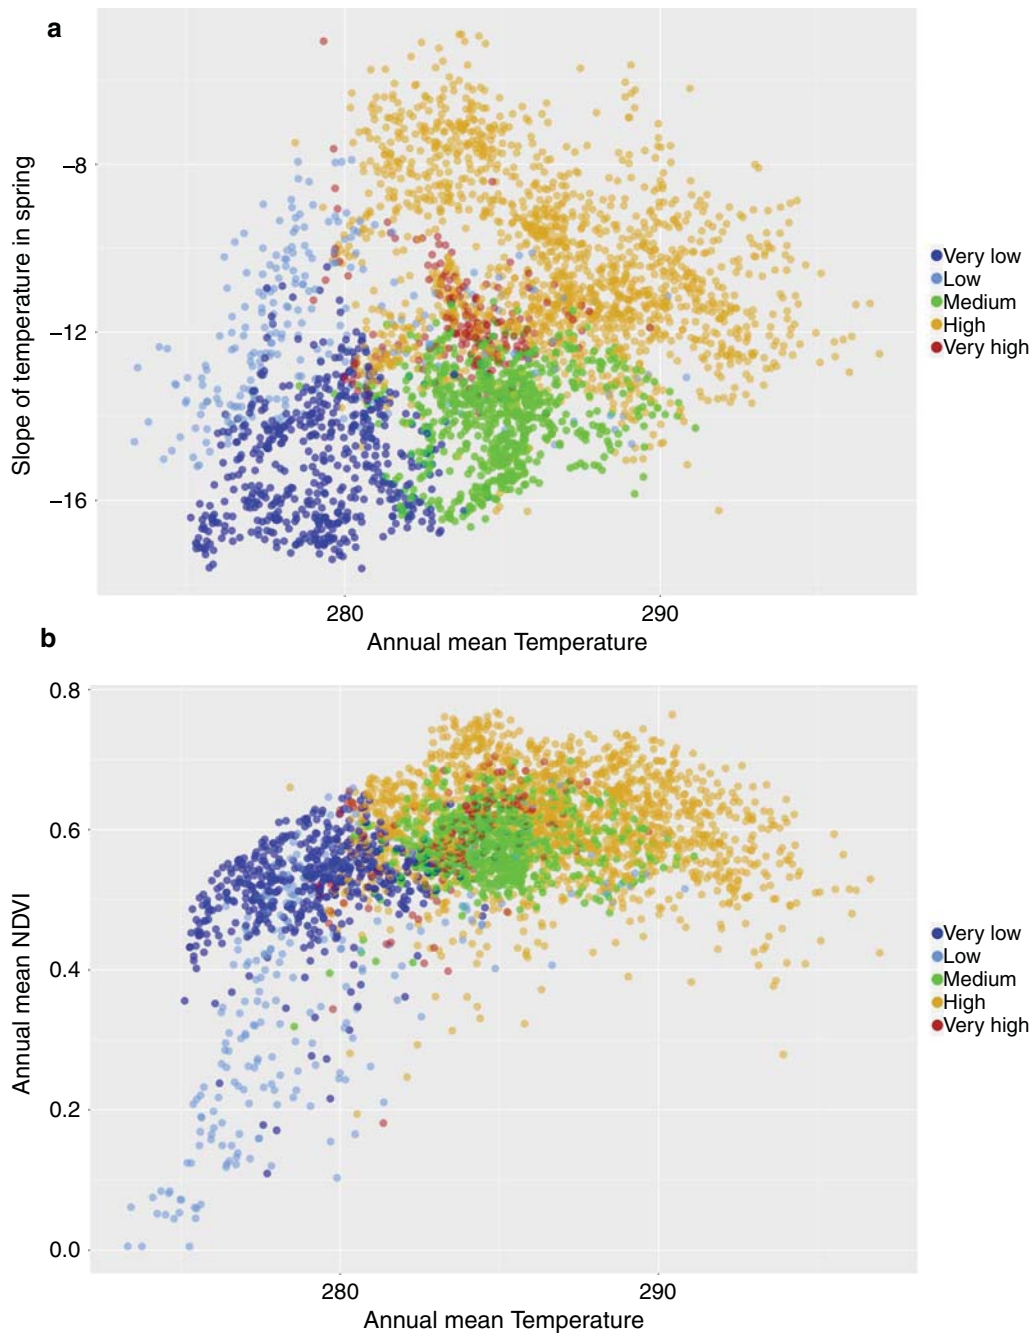 a
Slope of temperature in spring
−8
−12
−16
280
290
Annual mean Temperature
Very low
Low
Medium
High
Very high
b
Annual mean NDVI
0.8
0.6
0.4
0.2
0.0
280
290
Annual mean Temperature
Very low
Low
Medium
High
Very high